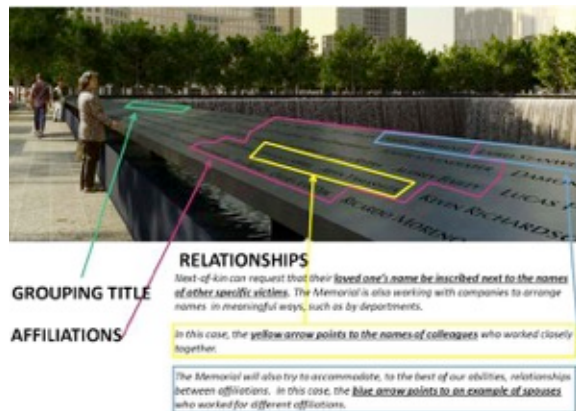 DAMON
LUCAS
KEVIN RICHARDSON
RICARDO MORENO
RELATIONSHIPS
Next-of-kin can request that their loved one's name be inscribed next to the names
of other specific victims. The Memorial is also working with companies to arrange
names in meaningful ways, such as by departments.
GROUPING TITLE
AFFILIATIONS
In this case, the yellow arrow points to the names of colleagues who worked closely
together.
The Memorial will also try to accommodate, to the best of our abilities, relationships
between affiliations. In this case, the blue arrow points to an example of spouses
who worked for different affiliations.